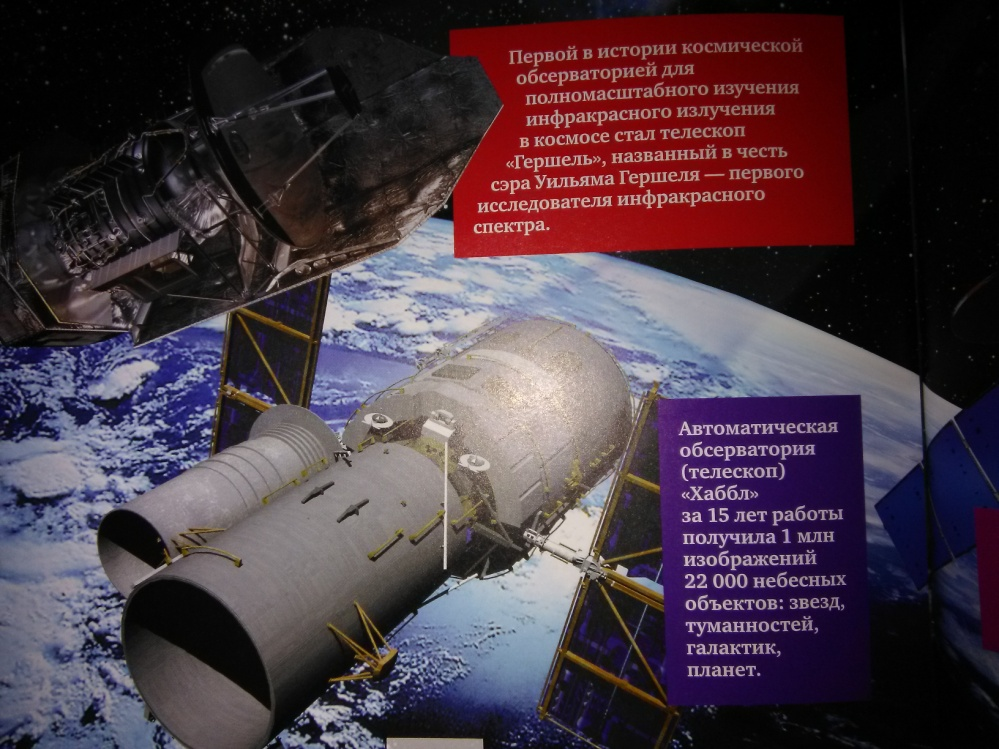 Первой в истории космической
обсерваторией для
полномасштабного изучения
инфракрасного излучения
в космосе стал телескоп
«Гершель», названный в честь
сэра Уильяма Гершеля — первого
исследователя инфракрасного
спектра.
Автоматическая
обсерватория
(телескоп)
«Хаббл»
за 15 лет работы
получила 1 млн
изображений
22 000 небесных
объектов: звезд,
туманностей,
галактик,
планет.